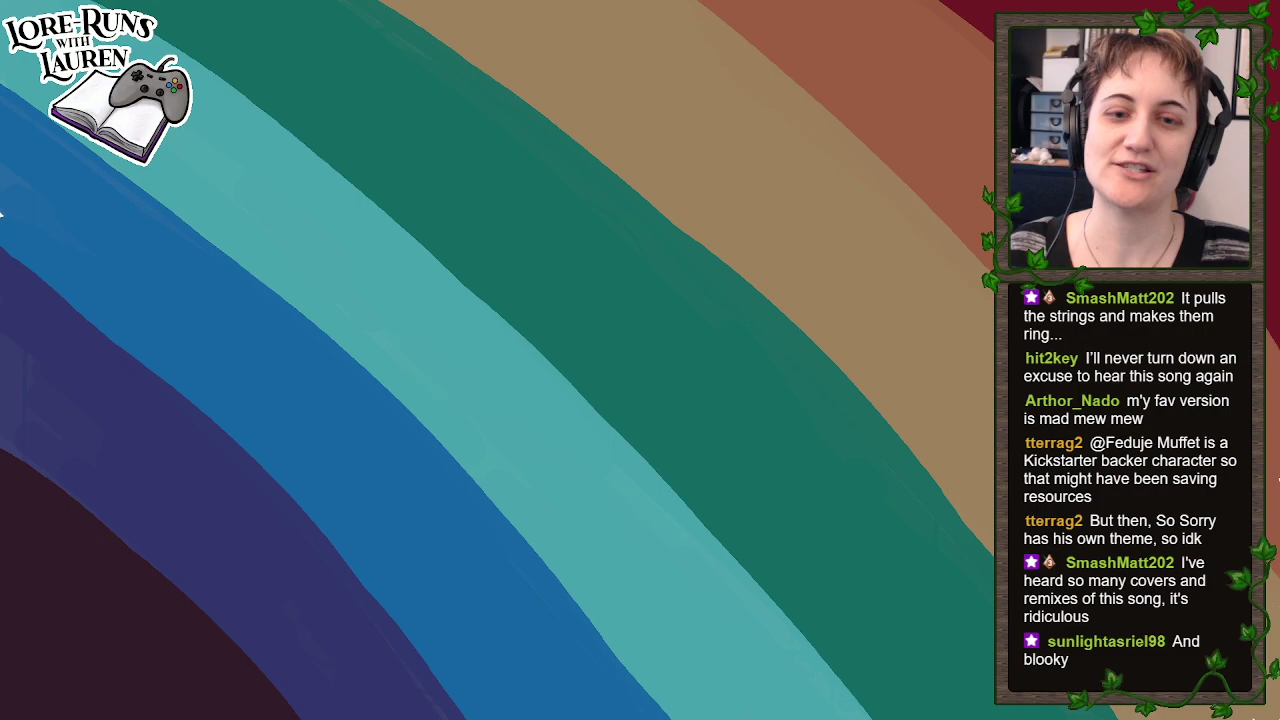 LORE-RUNS
WITH
LAUREN
SmashMatt202 It pulls
the strings and makes them
ring...
hit2key I'll never turn down an
excuse to hear this song again
Arthor_Nado m'y fav version
is mad mew mew
tterrag2 @Feduje Muffet is a
Kickstarter backer character so
that might have been saving
resources
tterrag2 But then, So Sorry
has his own theme, so idk
SmashMatt202 I've
heard so many covers and
remixes of this song, it's
ridiculous
sunlightasriel98 And
blooky